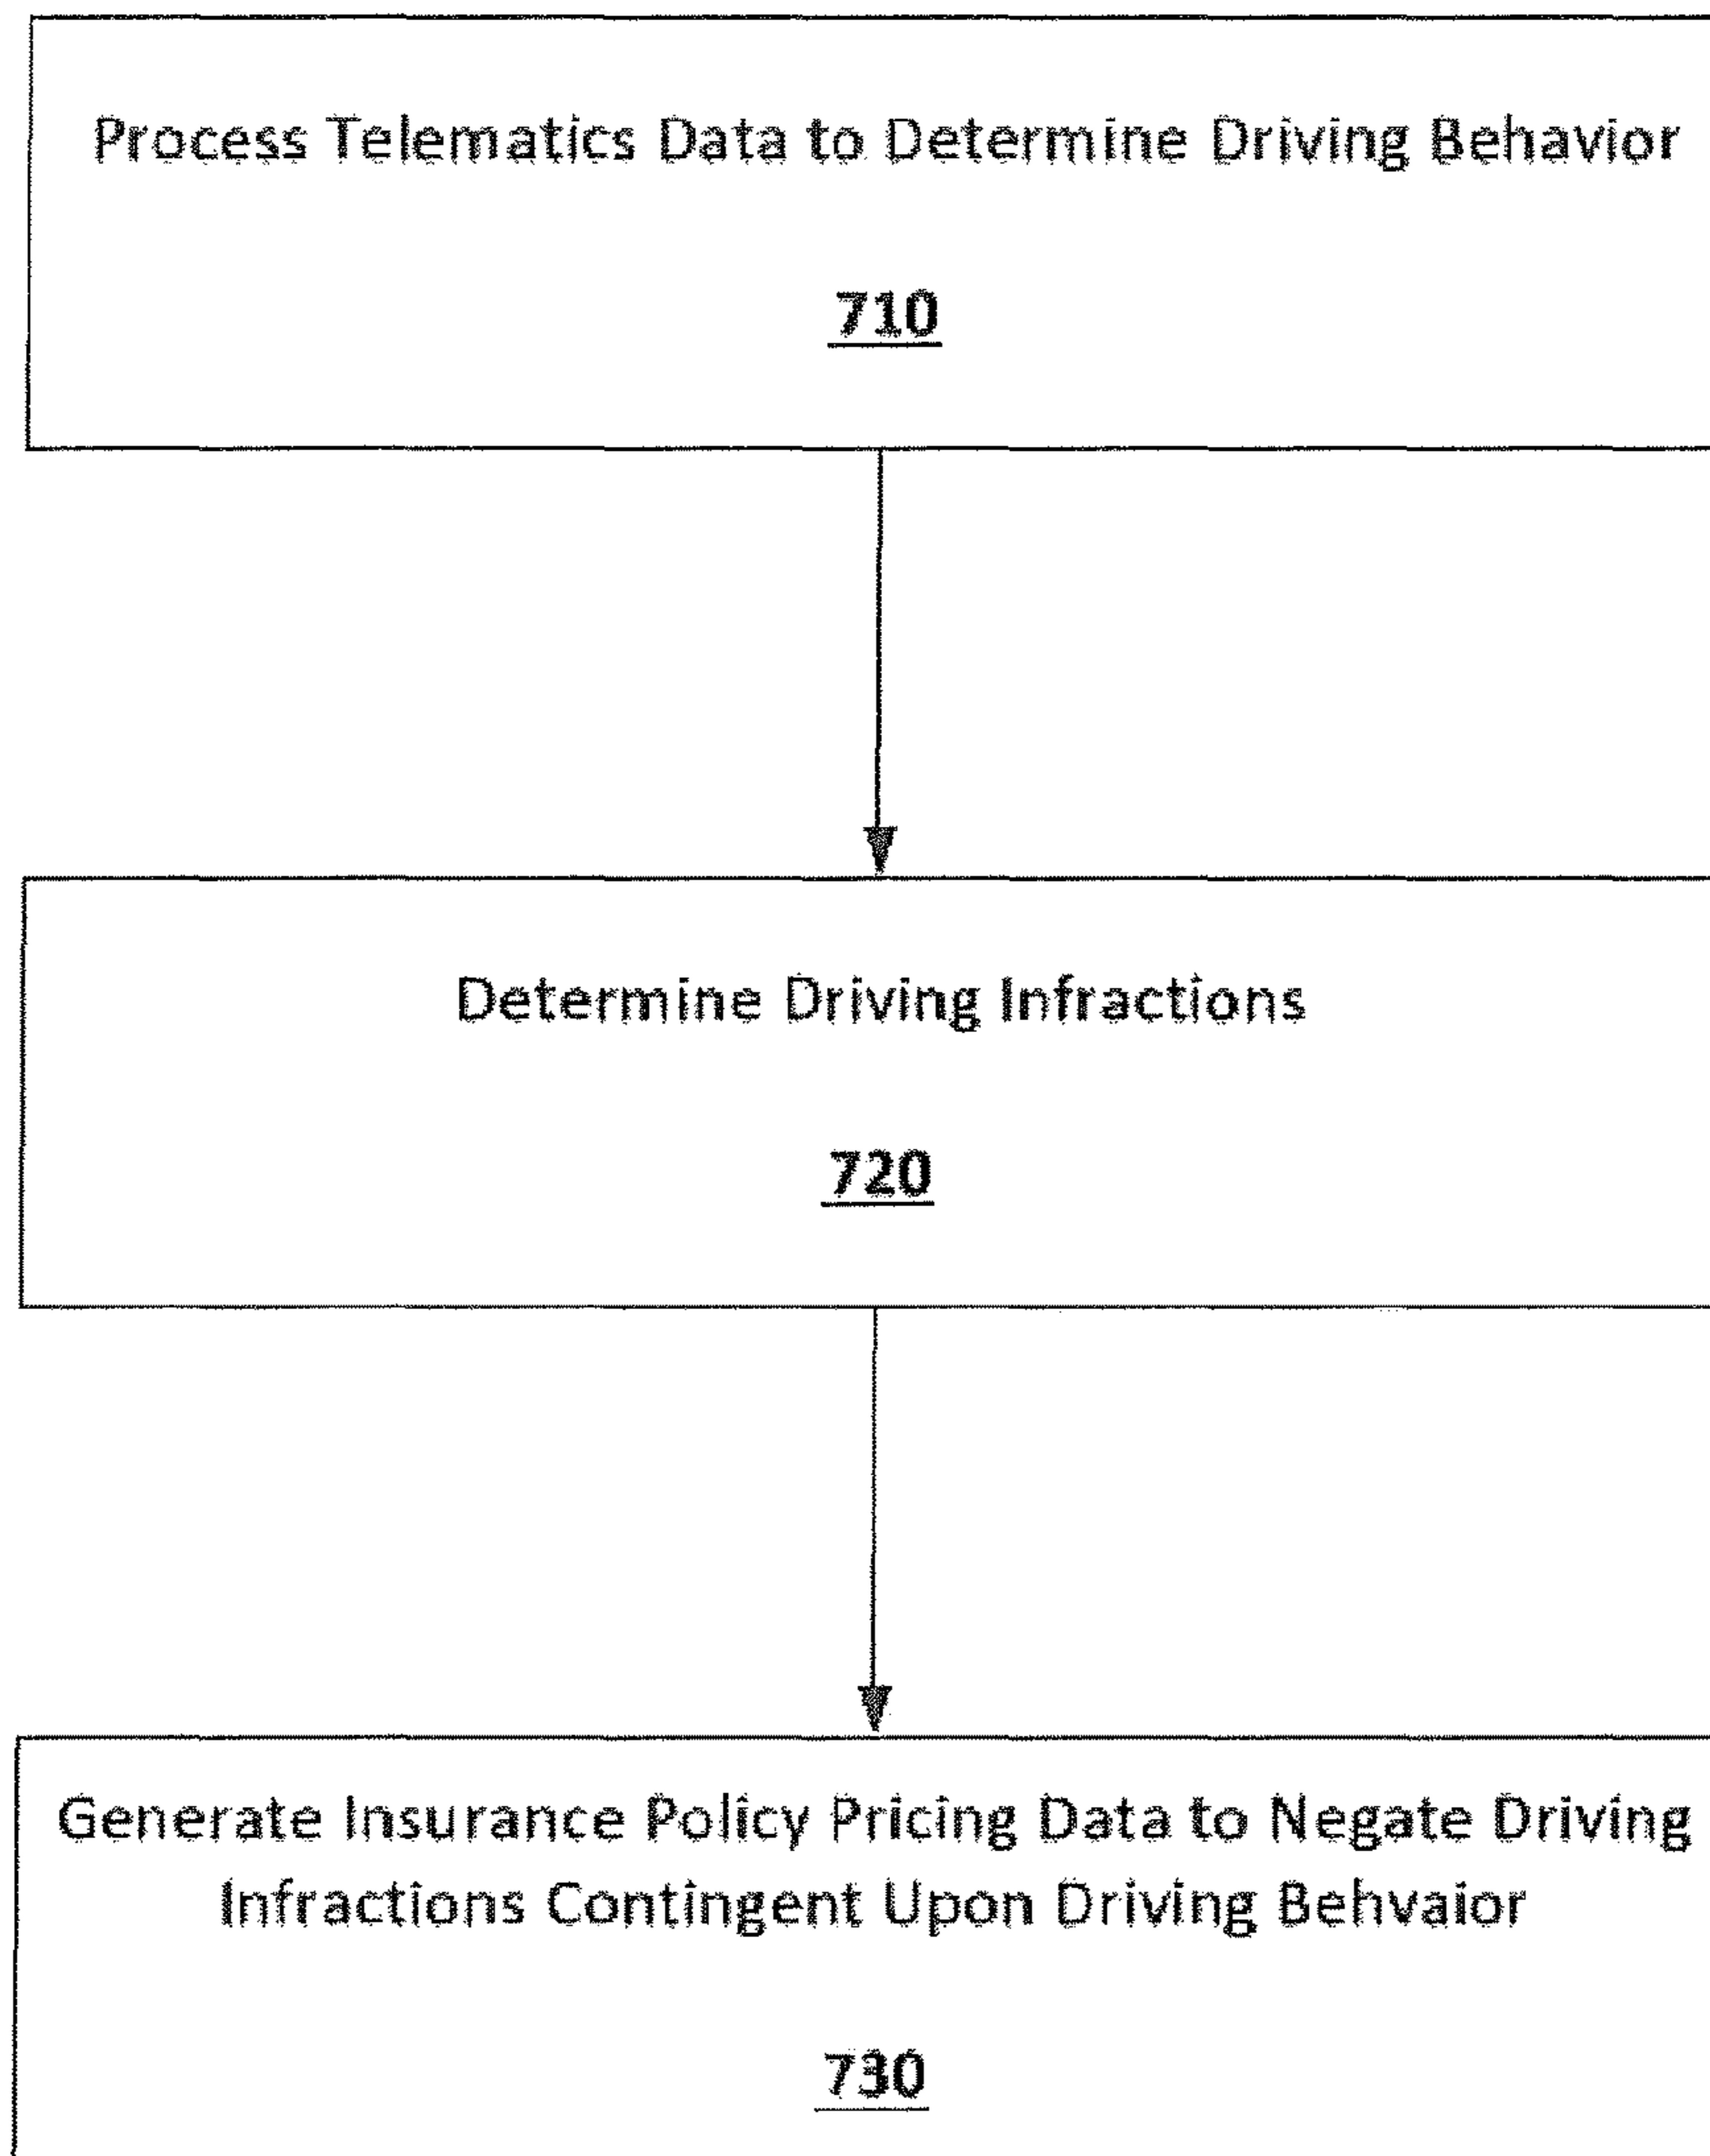 Process Telematics Data to Determine Driving Behavior
710
Determine Driving Infractions
720
Generate Insurance Policy Pricing Data to Negate Driving
Infractions Contingent Upon Driving Behvaior
730